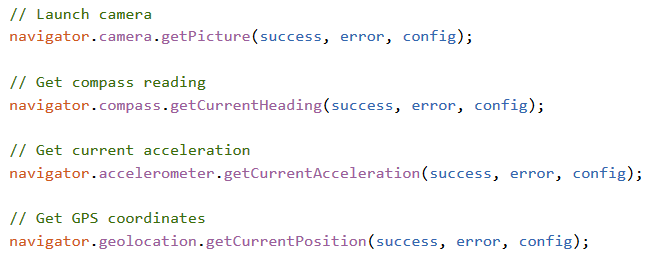 // Launch camera
navigator.camera.getPicture(success, error, config);
// Get compass reading
navigator.compass.getCurrentHeading(success, error, config);
// Get current acceleration
navigator.accelerometer.getCurrentAcceleration(success, error, config);
// Get GPS coordinates
navigator.geolocation.getCurrentPosition(success, error, config);